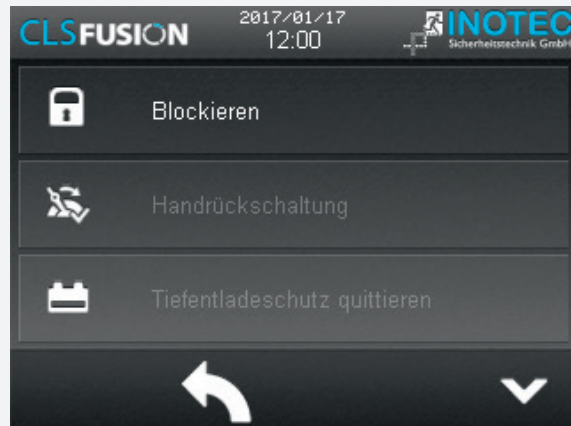 CLSFUSION
2017/01/17
12:00
INOTEC
Sicherheitstechnik GmbH
Blockieren
Handrückschaltung
Tiefentladeschutz quittieren